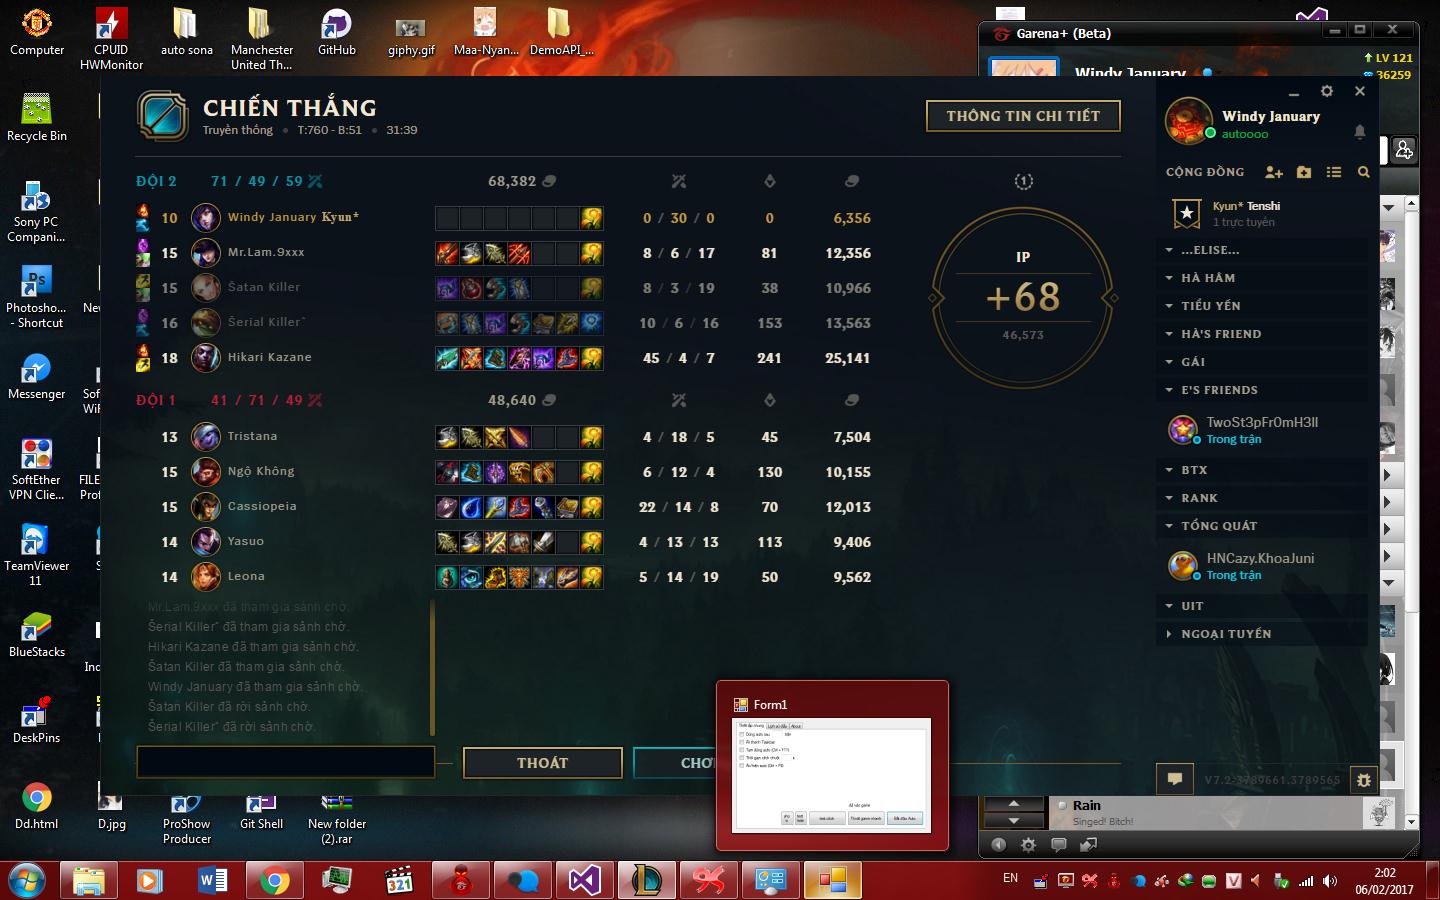 Computer
CPUID
HWMonitor
auto sona
Manchester
United Th...
GitHub
giphy.gif
Maa-Nyan...
DemoAPI_...
Recycle Bin
Sony PC
Compani...
Photosho...
- Shortcut
New
Messenger
Sof
WiF
SoftEther
VPN Clie...
FILE
Prof
TeamViewer
11
S
BlueStacks
Ind
DeskPins
Dd.html
D.jpg
ProShow
Producer
Git Shell
New folder
(2).rar
Garena+ (Beta)
Windy January
LV 121
36259
CHIẾN THẮNG
Truyền thống • T:760 - B:51 • 31:39
THÔNG TIN CHI TIẾT
ĐỘI 2 71 / 49 / 59 68,382
10 Windy January Kyun* 0 / 30 / 0 0 6,356
15 Mr.Lam.9xxx 8 / 6 / 17 81 12,356
15 Šatan Killer 8 / 3 / 19 38 10,966
16 Šerial Killer˜ 10 / 6 / 16 153 13,563
18 Hikari Kazane 45 / 4 / 7 241 25,141
ĐỘI 1 41 / 71 / 49 48,640
13 Tristana 4 / 18 / 5 45 7,504
15 Ngộ Không 6 / 12 / 4 130 10,155
15 Cassiopeia 22 / 14 / 8 70 12,013
14 Yasuo 4 / 13 / 13 113 9,406
14 Leona 5 / 14 / 19 50 9,562
IP
+68
46,573
Mr.Lam.9xxx đã tham gia sảnh chờ.
Šerial Killer˜ đã tham gia sảnh chờ.
Hikari Kazane đã tham gia sảnh chờ.
Šatan Killer đã tham gia sảnh chờ.
Windy January đã tham gia sảnh chờ.
Šatan Killer đã rời sảnh chờ.
Šerial Killer˜ đã rời sảnh chờ.
THOÁT
CHƠI
Windy January
autoooo
CỘNG ĐỒNG
Kyun* Tenshi
1 trực tuyến
...ELISE...
HÀ HÂM
TIỂU YẾN
HÀ'S FRIEND
GÁI
E'S FRIENDS
TwoSt3pFr0mH3ll
Trong trận
BTX
RANK
TỔNG QUÁT
HNCazy.KhoaJuni
Trong trận
UIT
NGOẠI TUYẾN
V7.2-3789661.3789565
Rain
Singed! Bitch!
Form1
EN
2:02
06/02/2017